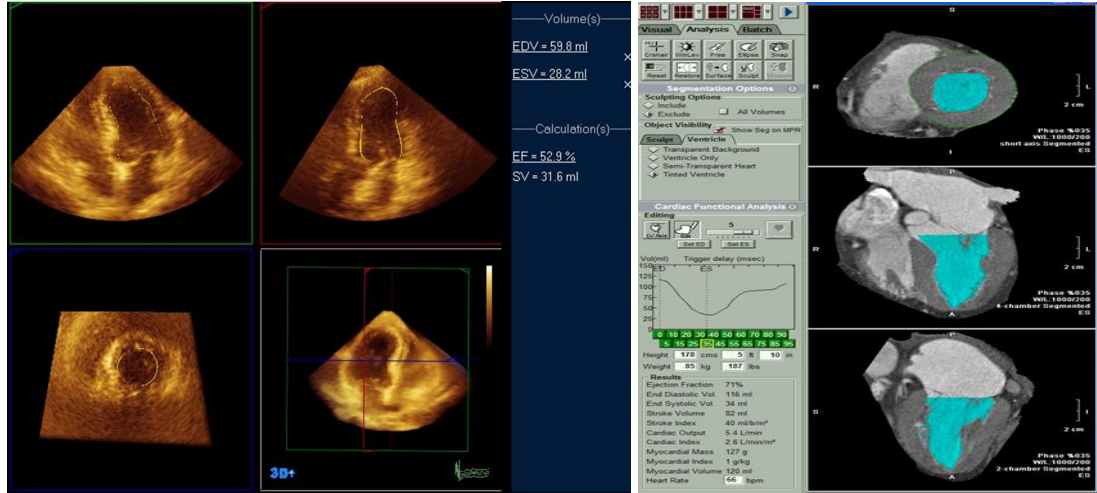 Volume(s)
EDV = 59.8 ml
ESV = 28.2 ml
Calculation(s)
EF = 52.9 %
SV = 31.6 ml
3D
Visual Analysis Batch
Crshair WinLev Free Ellipse Snap
Reset Restore Surface Sculpt
Segmentation Options
Sculpting Options
Include
Exclude
All Volumes
Object Visibility
Show Seg on MPR
Sculpt Ventricle
Transparent Background
Ventricle Only
Semi-Transparent Heart
Tinted Ventricle
Cardiac Functional Analysis
Editing
5
LV Axis Edit
Set ED Set ES
Vol(ml) Trigger delay (msec)
150
ED ES
125
100
75
50
25
0
0 10 20 30 40 50 60 70 80 90
5 15 25 35 45 55 65 75 85 95
Height 178 cms 5 ft 10 in
Weight 85 kg 187 lbs
Results
Ejection Fraction 71%
End Diastolic Vol. 116 ml
End Systolic Vol. 34 ml
Stroke Volume 82 ml
Stroke Index 40 ml/b/m²
Cardiac Output 5.4 L/min
Cardiac Index 2.6 L/min/m²
Myocardial Mass 127 g
Myocardial Index 1 g/kg
Myocardial Volume 120 ml
Heart Rate 66 bpm
S
R
L
2 cm
I
Phase %035
W/L:1000/200
short axis Segmented
ES
P
R
L
2 cm
A
Phase %035
W/L:1000/200
4-chamber Segmented
ES
P
S
I
2 cm
A
Phase %035
W/L:1000/200
2-chamber Segmented
ES